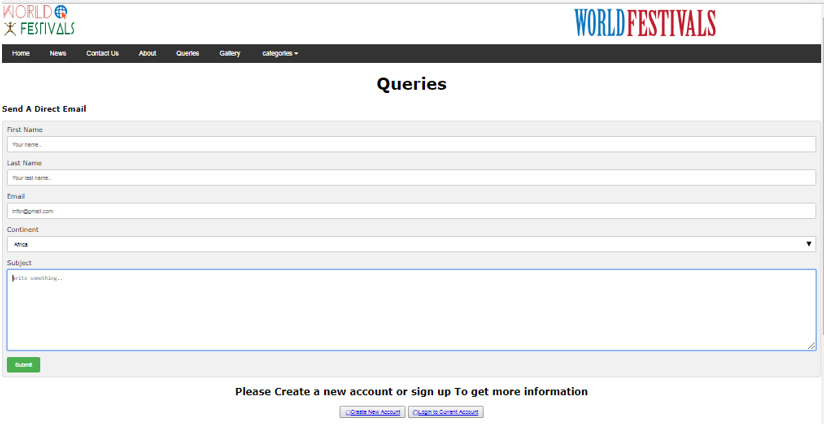 WORLD
FESTIVALS
WORLDFESTIVALS
Home News Contact Us About Queries Gallery categories
Queries
Send A Direct Email
First Name
Your name..
Last Name
Your last name..
Email
infor@gmail.com
Continent
Africa
Subject
Write something..
Submit
Please Create a new account or sign up To get more information
Create New Account Login to Current Account